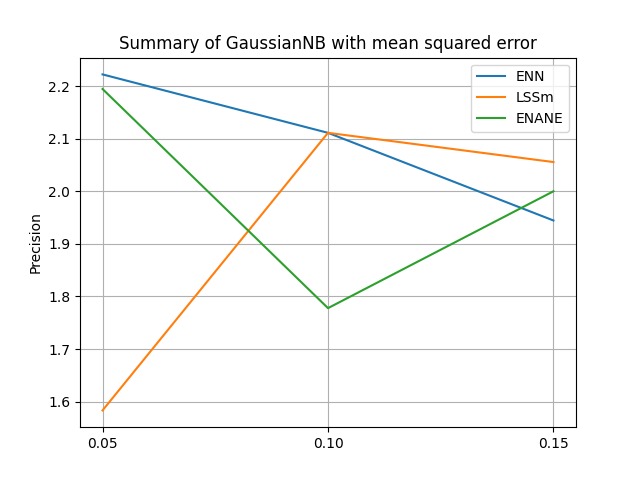 Summary of GaussianNB with mean squared error
ENN
LSSm
ENANE
Precision
2.2
2.1
2.0
1.9
1.8
1.7
1.6
0.05
0.10
0.15